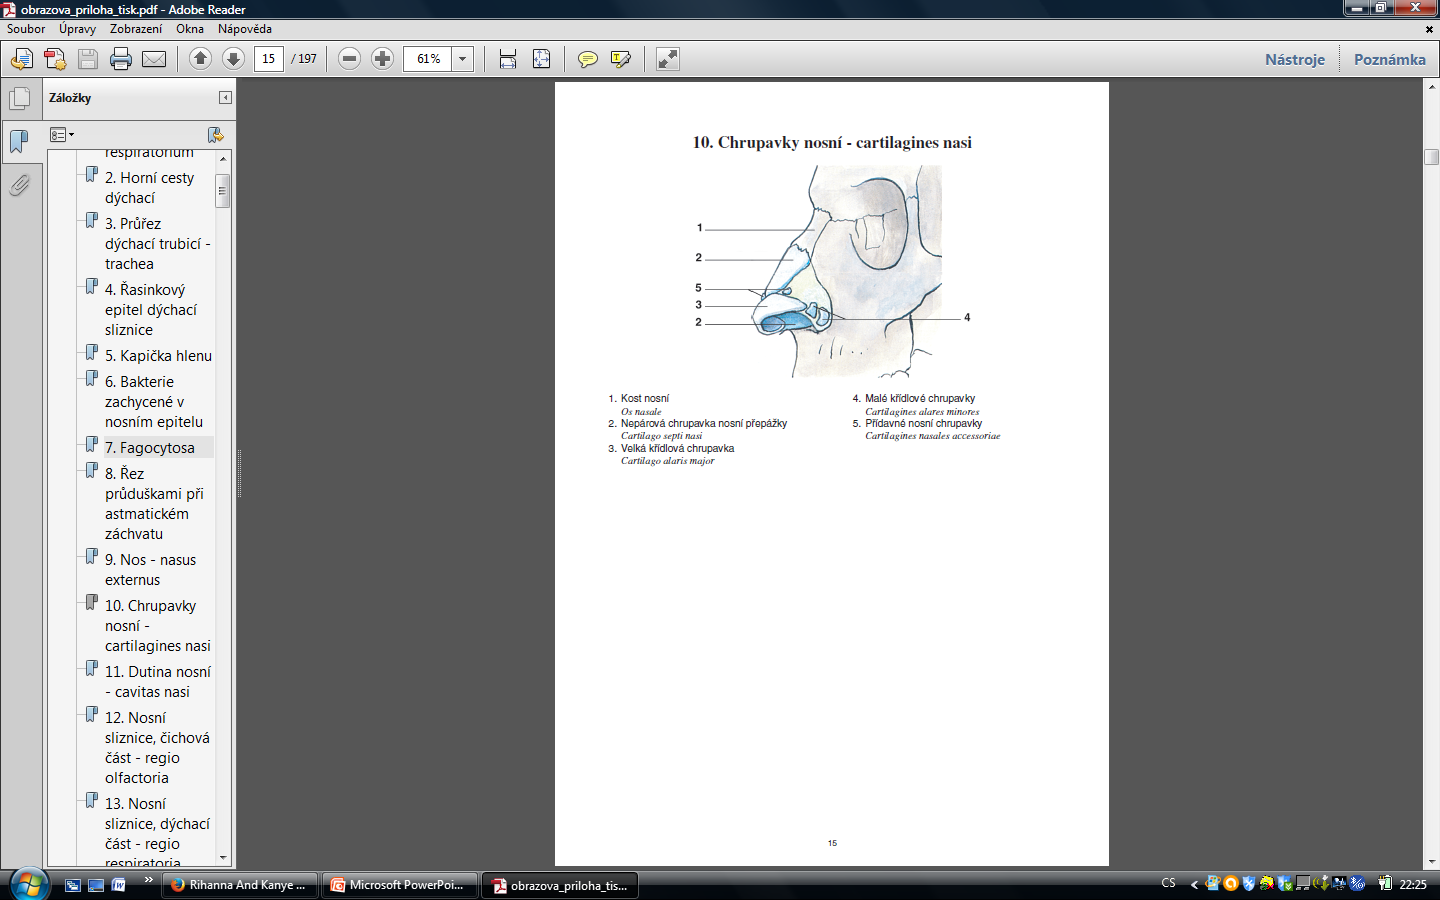 obrazova_priloha_tisk.pdf - Adobe Reader
Soubor Úpravy Zobrazení Okna Nápověda
15 / 197 61% Nástroje Poznámka
Záložky
respiratorium
2. Horní cesty
dýchací
3. Průřez
dýchací trubicí -
trachea
4. Řasinkový
epitel dýchací
sliznice
5. Kapička hlenu
6. Bakterie
zachycené v
nosním epitelu
7. Fagocytosa
8. Řez
průduškami při
astmatickém
záchvatu
9. Nos - nasus
externus
10. Chrupavky
nosní -
cartilagines nasi
11. Dutina nosní
- cavitas nasi
12. Nosní
sliznice, čichová
část - regio
olfactoria
13. Nosní
sliznice, dýchací
část - regio
respiratoria
10. Chrupavky nosní - cartilagines nasi
1
2
5
3
2
4
1. Kost nosní
Os nasale
2. Nepárová chrupavka nosní přepážky
Cartilago septi nasi
3. Velká křídlová chrupavka
Cartilago alaris major
4. Malé křídlové chrupavky
Cartilagines alares minores
5. Přídavné nosní chrupavky
Cartilagines nasales accessoriae
15
Rihanna And Kanye ... Microsoft PowerPoi... obrazova_priloha_tis... CS 22:25